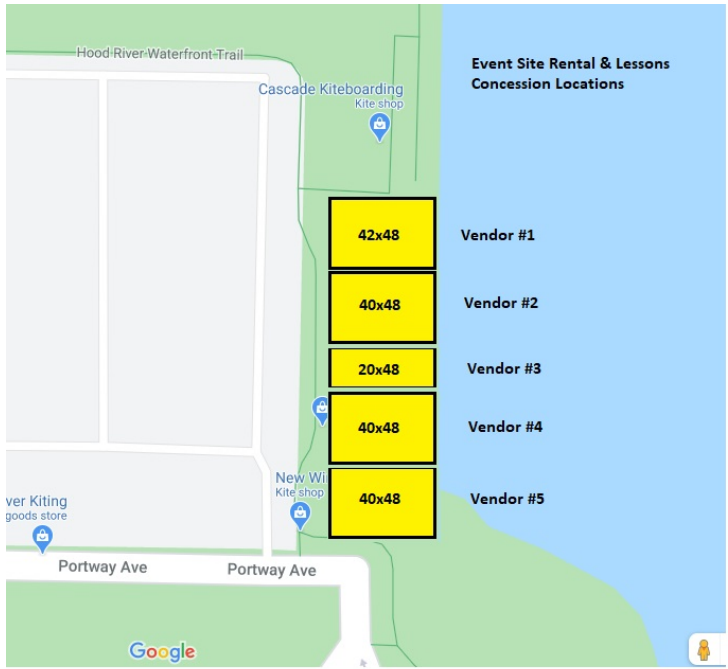 Hood River Waterfront Trail
Event Site Rental & Lessons
Concession Locations
Cascade Kiteboarding
Kite shop
42x48
Vendor #1
40x48
Vendor #2
20x48
Vendor #3
40x48
Vendor #4
New Wi
Kite shop
40x48
Vendor #5
ver Kiting
goods store
Portway Ave
Portway Ave
Google